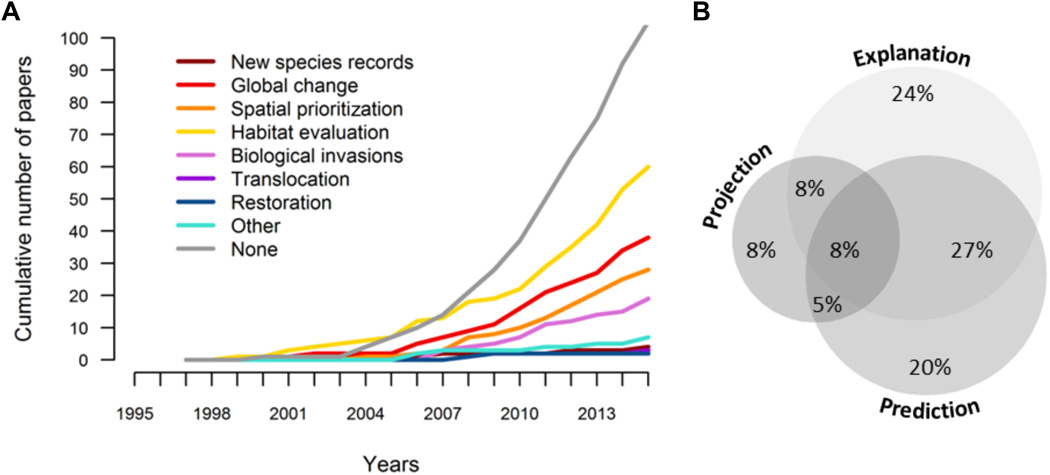 A
Cumulative number of papers
100
90
80
70
60
50
40
30
20
10
0
New species records
Global change
Spatial prioritization
Habitat evaluation
Biological invasions
Translocation
Restoration
Other
None
1995 1998 2001 2004 2007 2010 2013
Years
B
Explanation
24%
Projection
8%
8%
8%
27%
5%
20%
Prediction